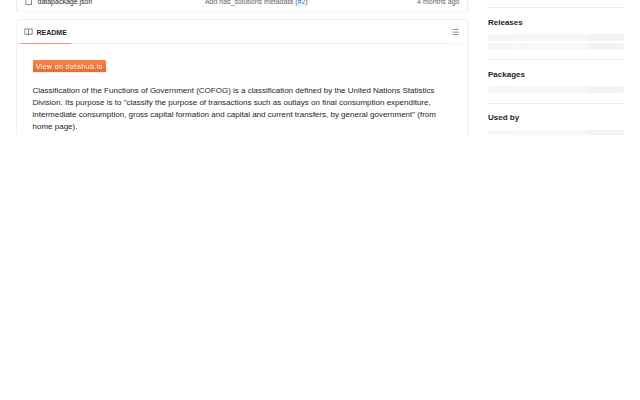 datapackage.json Add has_solutions metadata (#2) 4 months ago
README
View on datahub.io
Classification of the Functions of Government (COFOG) is a classification defined by the United Nations Statistics
Division. Its purpose is to "classify the purpose of transactions such as outlays on final consumption expenditure,
intermediate consumption, gross capital formation and capital and current transfers, by general government" (from
home page).
Releases
Packages
Used by